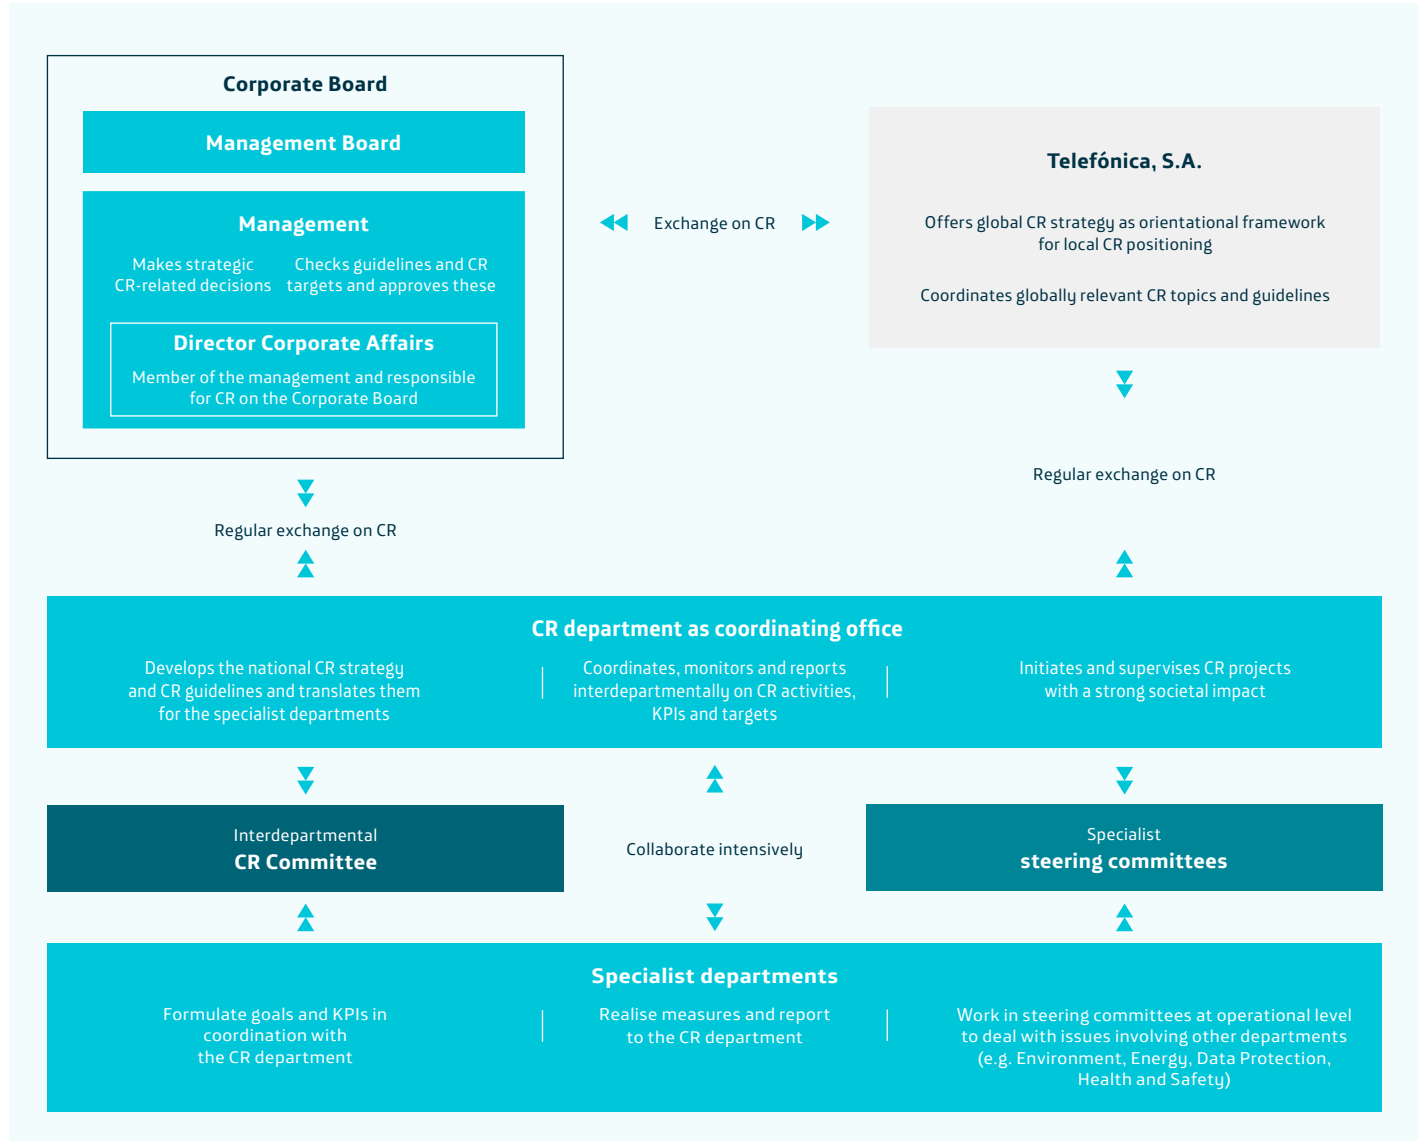 Corporate Board
Management Board
Management
Makes strategic
CR-related decisions
Checks guidelines and CR
targets and approves these
Director Corporate Affairs
Member of the management and responsible
for CR on the Corporate Board
Exchange on CR
Telefónica, S.A.
Offers global CR strategy as orientational framework
for local CR positioning
Coordinates globally relevant CR topics and guidelines
Regular exchange on CR
Regular exchange on CR
CR department as coordinating office
Develops the national CR strategy
and CR guidelines and translates them
for the specialist departments
Coordinates, monitors and reports
interdepartmentally on CR activities,
KPIs and targets
Initiates and supervises CR projects
with a strong societal impact
Interdepartmental
CR Committee
Collaborate intensively
Specialist
steering committees
Specialist departments
Formulate goals and KPIs in
coordination with
the CR department
Realise measures and report
to the CR department
Work in steering committees at operational level
to deal with issues involving other departments
(e.g. Environment, Energy, Data Protection,
Health and Safety)